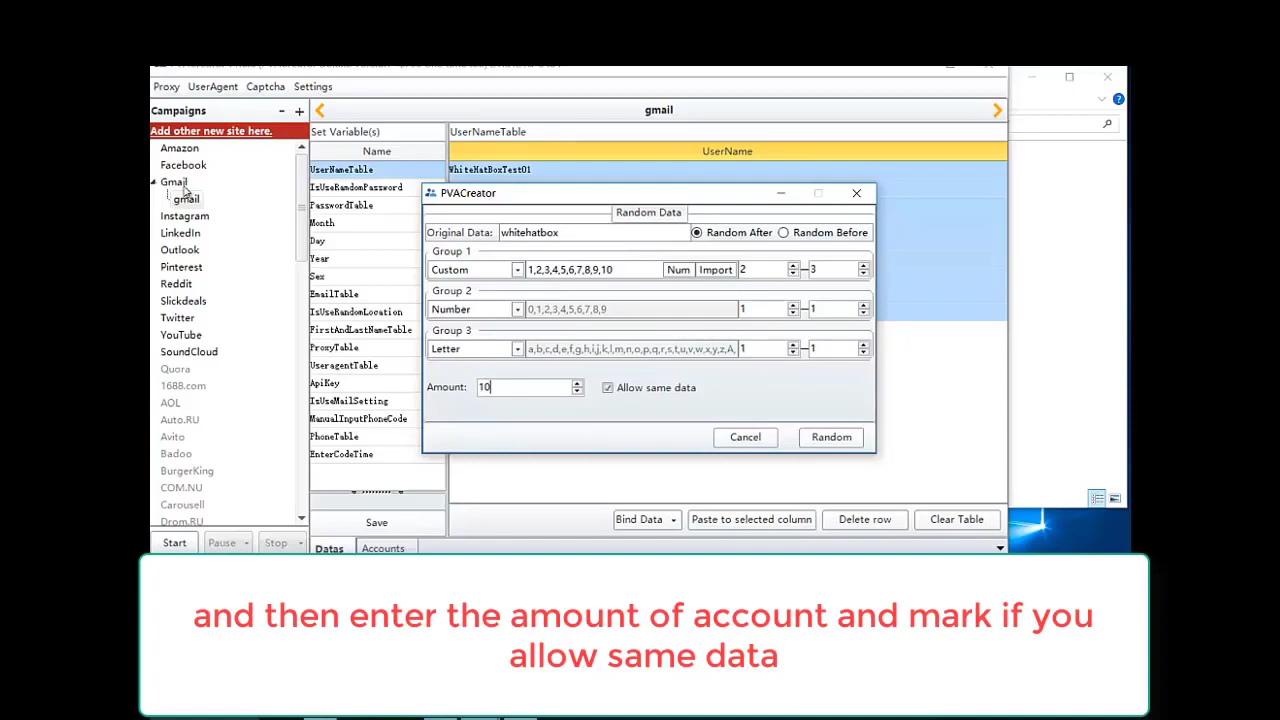 Proxy UserAgent Captcha Settings
Campaigns - +
gmail
Add other new site here.
Set Variable(s)
UserNameTable
Amazon
Name
UserName
Facebook
UserNameTable
WhiteHatBoxTest01
Gmail
IsUseRandomPassword
gmail
PasswordTable
Instagram
Month
LinkedIn
Day
Outlook
Year
Pinterest
Sex
Reddit
EmailTable
Slickdeals
IsUseRandomLocation
Twitter
FirstAndLastNameTable
YouTube
ProxyTable
SoundCloud
UseragentTable
Quora
ApiKey
1688.com
IsUseMailSetting
AOL
ManualInputPhoneCode
Auto.RU
PhoneTable
Avito
EnterCodeTime
Badoo
BurgerKing
COM.NU
Carousell
Drom.RU
PVACreator
Random Data
Original Data: whitehatbox Random After Random Before
Group 1
Custom 1,2,3,4,5,6,7,8,9,10 Num Import 2 — 3
Group 2
Number 0,1,2,3,4,5,6,7,8,9 1 — 1
Group 3
Letter a,b,c,d,e,f,g,h,i,j,k,l,m,n,o,p,q,r,s,t,u,v,w,x,y,z,A, 1 — 1
Amount: 10 Allow same data
Cancel Random
Save
Bind Data Paste to selected column Delete row Clear Table
Start Pause Stop
Datas Accounts
and then enter the amount of account and mark if you
allow same data